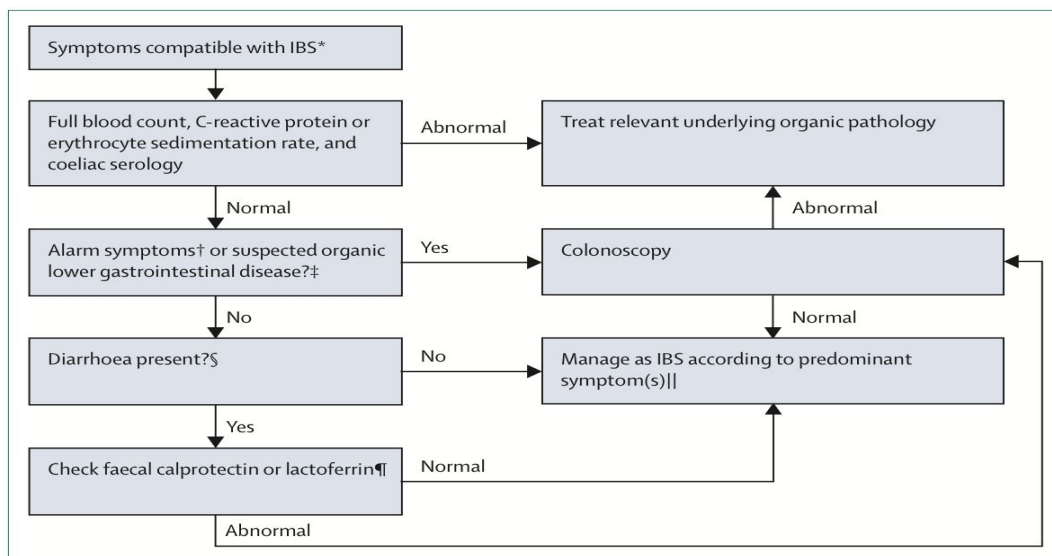 Symptoms compatible with IBS*
Full blood count, C-reactive protein or
erythrocyte sedimentation rate, and
coeliac serology
Abnormal
Treat relevant underlying organic pathology
Normal
Abnormal
Alarm symptoms† or suspected organic
lower gastrointestinal disease?‡
Yes
Colonoscopy
No
Normal
Diarrhoea present?§
No
Manage as IBS according to predominant
symptom(s)||
Yes
Check faecal calprotectin or lactoferrin¶
Normal
Abnormal